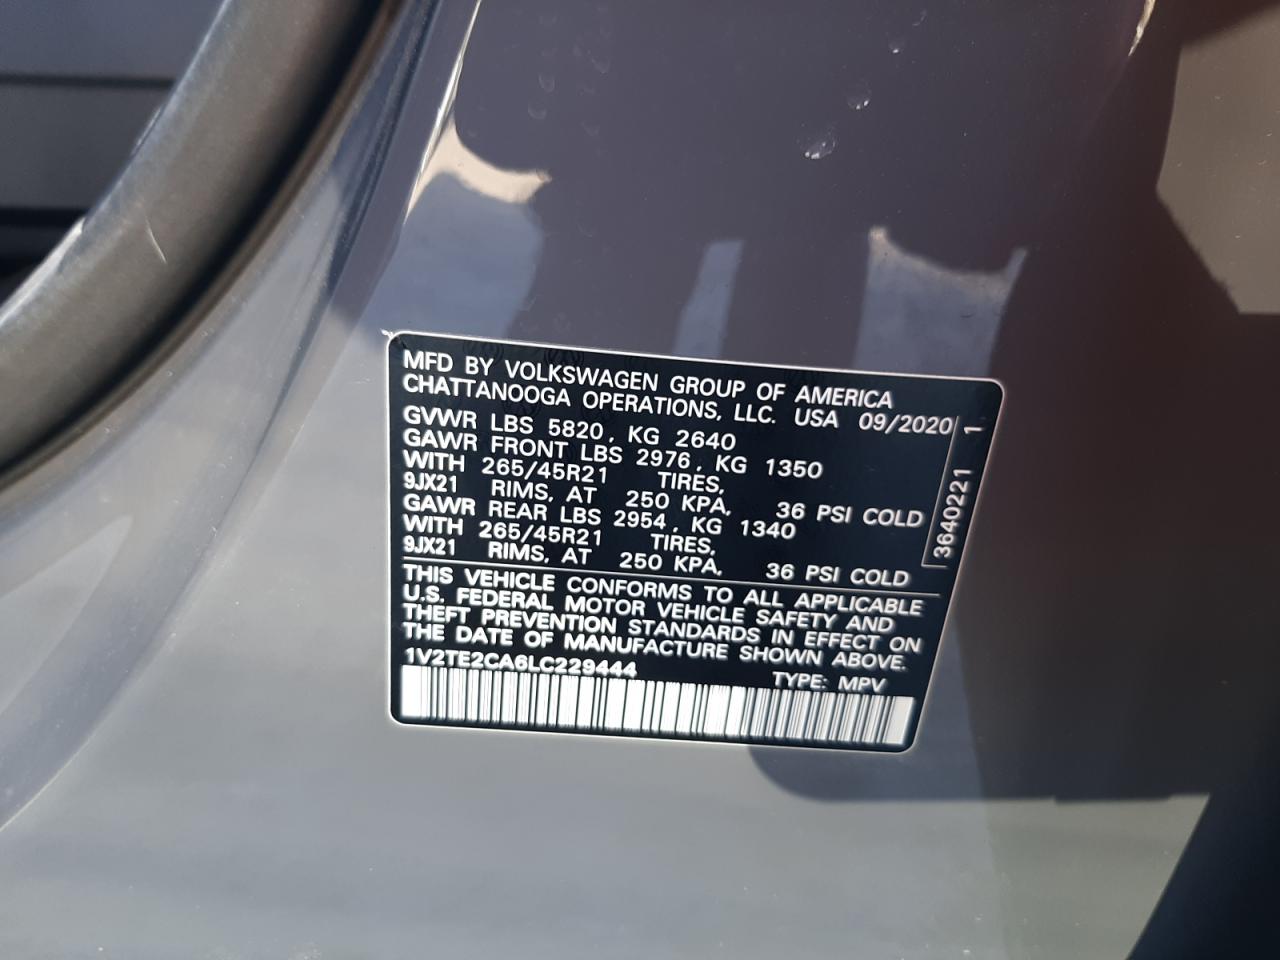 MFD BY VOLKSWAGEN GROUP OF AMERICA
CHATTANOOGA OPERATIONS, LLC. USA 09/2020
GVWR LBS 5820, KG 2640
GAWR FRONT LBS 2976, KG 1350
WITH 265/45R21 TIRES,
9JX21 RIMS, AT 250 KPA, 36 PSI COLD
GAWR REAR LBS 2954, KG 1340
WITH 265/45R21 TIRES,
9JX21 RIMS, AT 250 KPA, 36 PSI COLD
THIS VEHICLE CONFORMS TO ALL APPLICABLE
U.S. FEDERAL MOTOR VEHICLE SAFETY AND
THEFT PREVENTION STANDARDS IN EFFECT ON
THE DATE OF MANUFACTURE SHOWN ABOVE.
1V2TE2CA6LC229444 TYPE: MPV
3640221 1